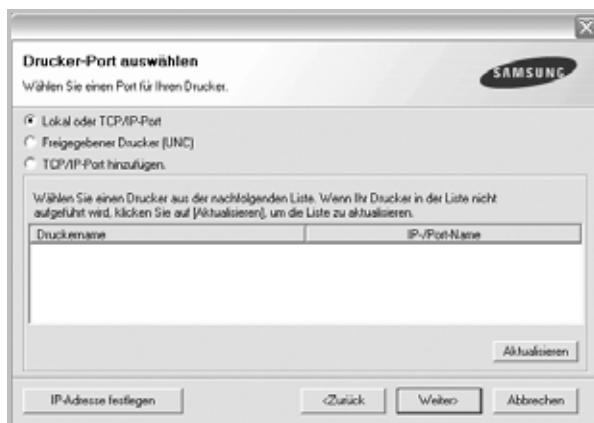 Drucker-Port auswählen
Wählen Sie einen Port für Ihren Drucker.
SAMSUNG
Lokal oder TCP/IP-Port
Freigegebener Drucker (UNC)
TCP/IP-Port hinzufügen.
Wählen Sie einen Drucker aus der nachfolgenden Liste. Wenn Ihr Drucker in der Liste nicht
aufgeführt wird, klicken Sie auf [Aktualisieren], um die Liste zu aktualisieren.
Druckername IP-/Port-Name
Aktualisieren
IP-Adresse festlegen <Zurück Weiter> Abbrechen